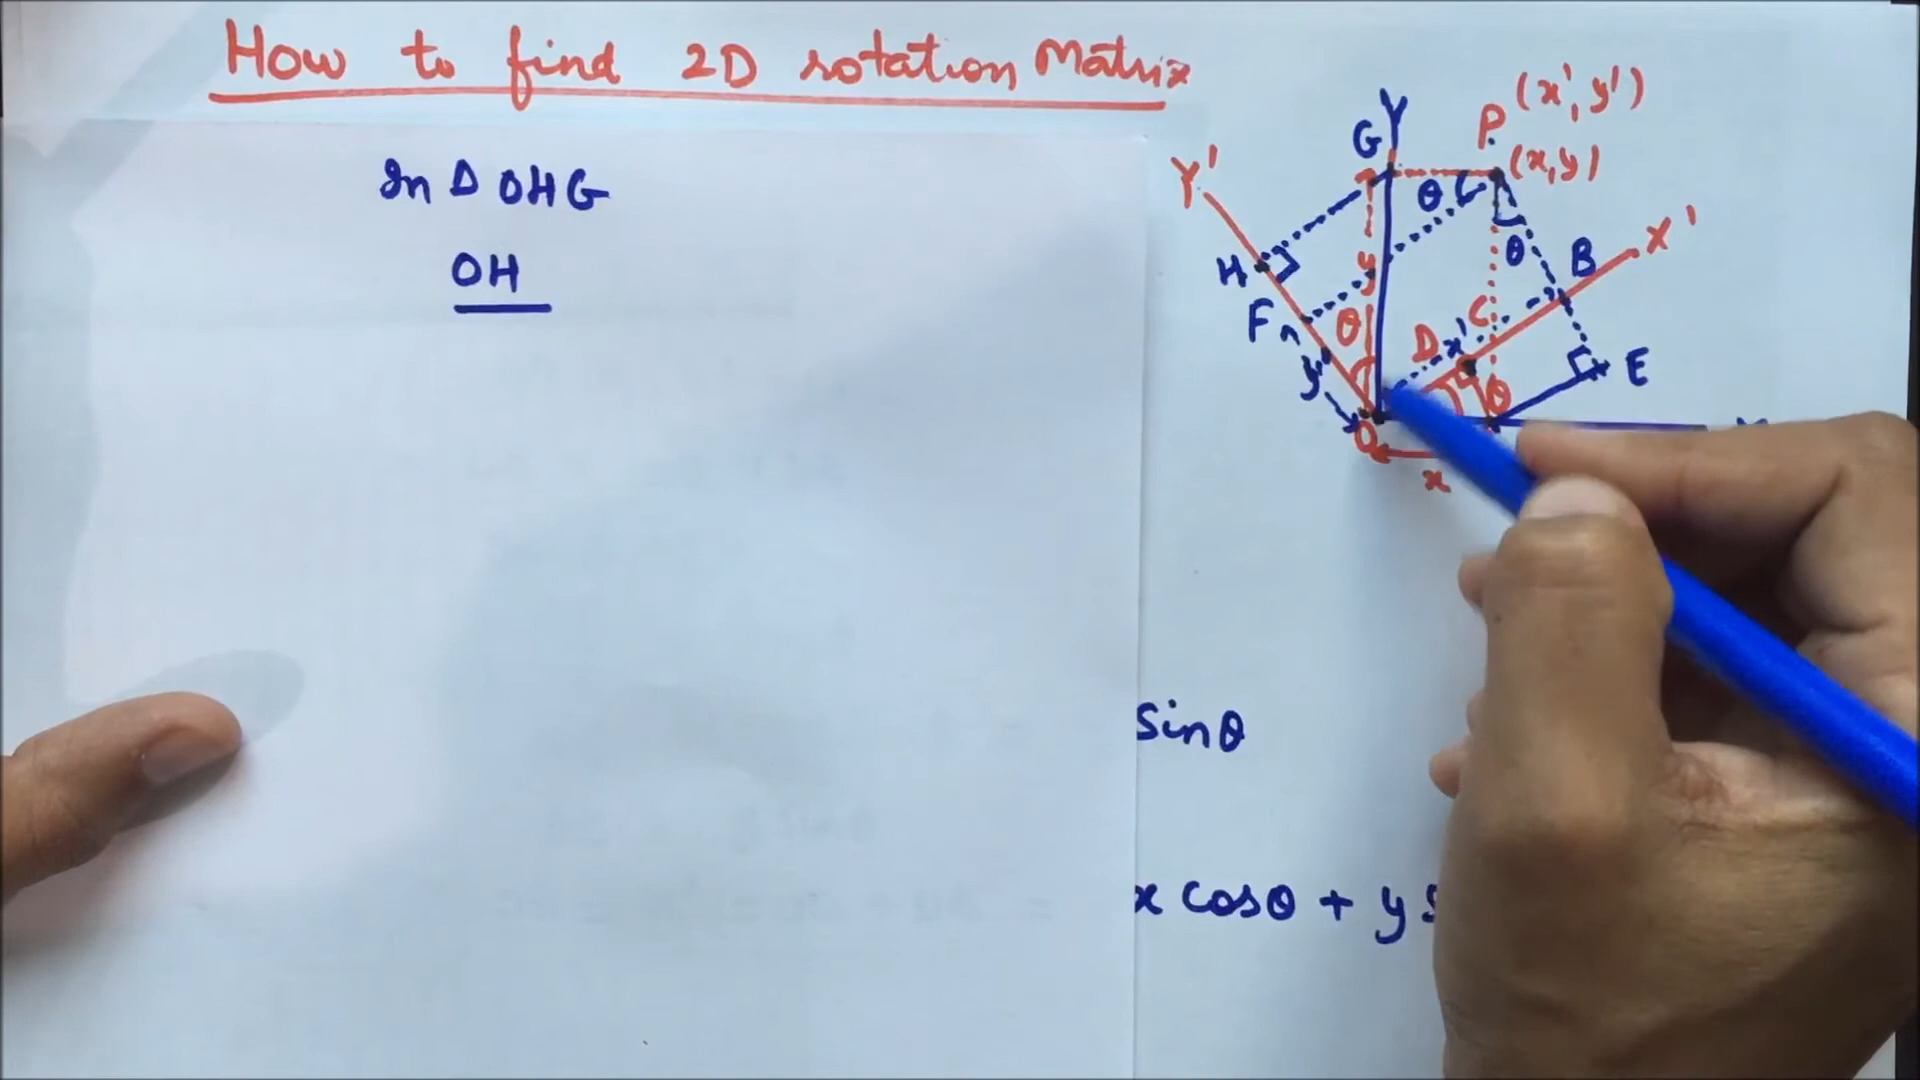 How to find 2D rotation Matrix
In Δ OHG
OH
Y'
G
Y
P (x', y')
(x, y)
θ
X'
H
y
θ
B
F
θ
D
x'
C
E
y'
θ
O
x
Sinθ
x Cosθ + y